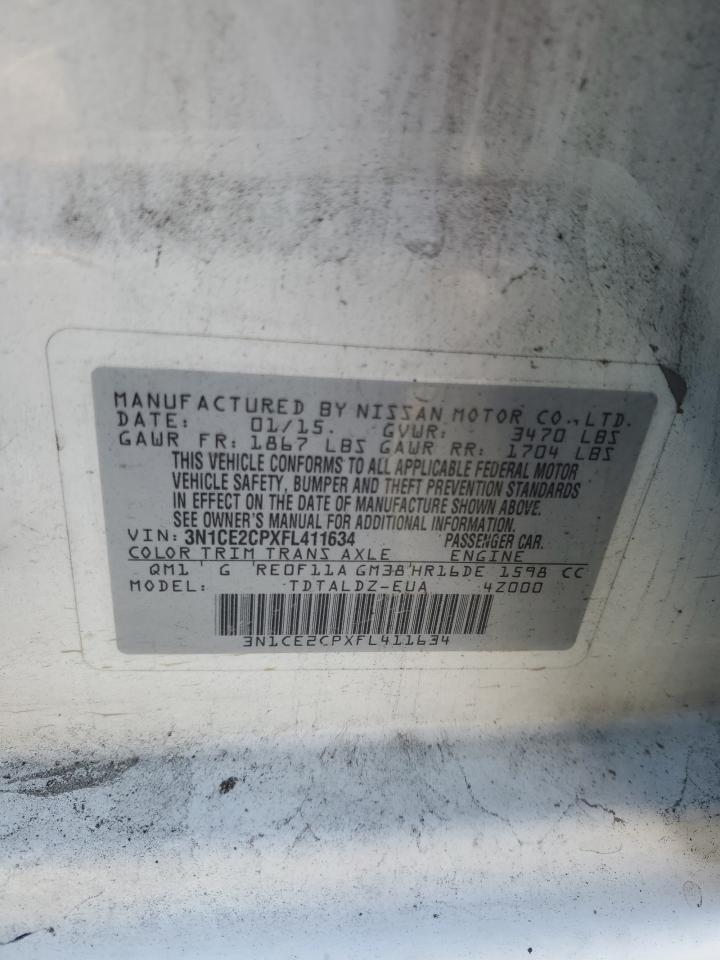 MANUFACTURED BY NISSAN MOTOR CO., LTD.
DATE: 01/15. GVWR: 3470 LBS
GAWR FR: 1867 LBS GAWR RR: 1704 LBS
THIS VEHICLE CONFORMS TO ALL APPLICABLE FEDERAL MOTOR
VEHICLE SAFETY, BUMPER AND THEFT PREVENTION STANDARDS
IN EFFECT ON THE DATE OF MANUFACTURE SHOWN ABOVE.
SEE OWNER'S MANUAL FOR ADDITIONAL INFORMATION.
VIN: 3N1CE2CPXFL411634 PASSENGER CAR.
COLOR TRIM TRANS AXLE ENGINE
QM1 G RE0F11A GM38 HR16DE 1598 CC
MODEL: TDTALDZ-EUA 4Z000
3N1CE2CPXFL411634